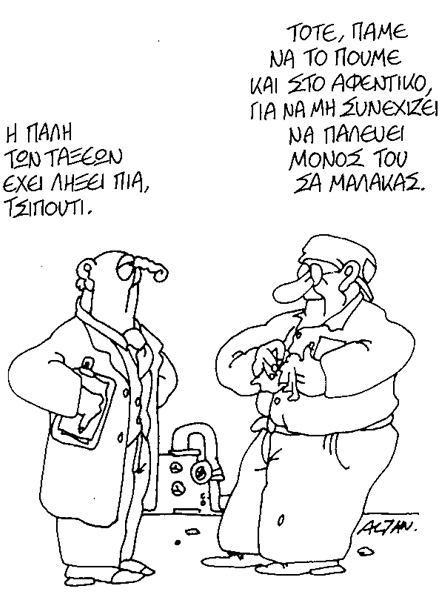 Η ΠΑΛΗ
ΤΩΝ ΤΑΞΕΩΝ
ΕΧΕΙ ΛΗΞΕΙ ΠΙΑ,
ΤΣΙΠΟΥΤΙ.
ΤΟΤΕ, ΠΑΜΕ
ΝΑ ΤΟ ΠΟΥΜΕ
ΚΑΙ ΣΤΟ ΑΦΕΝΤΙΚΟ,
ΓΙΑ ΝΑ ΜΗ ΣΥΝΕΧΙΖΕΙ
ΝΑ ΠΑΛΕΥΕΙ
ΜΟΝΟΣ ΤΟΥ
ΣΑ ΜΑΛΑΚΑΣ.
ALTAN.